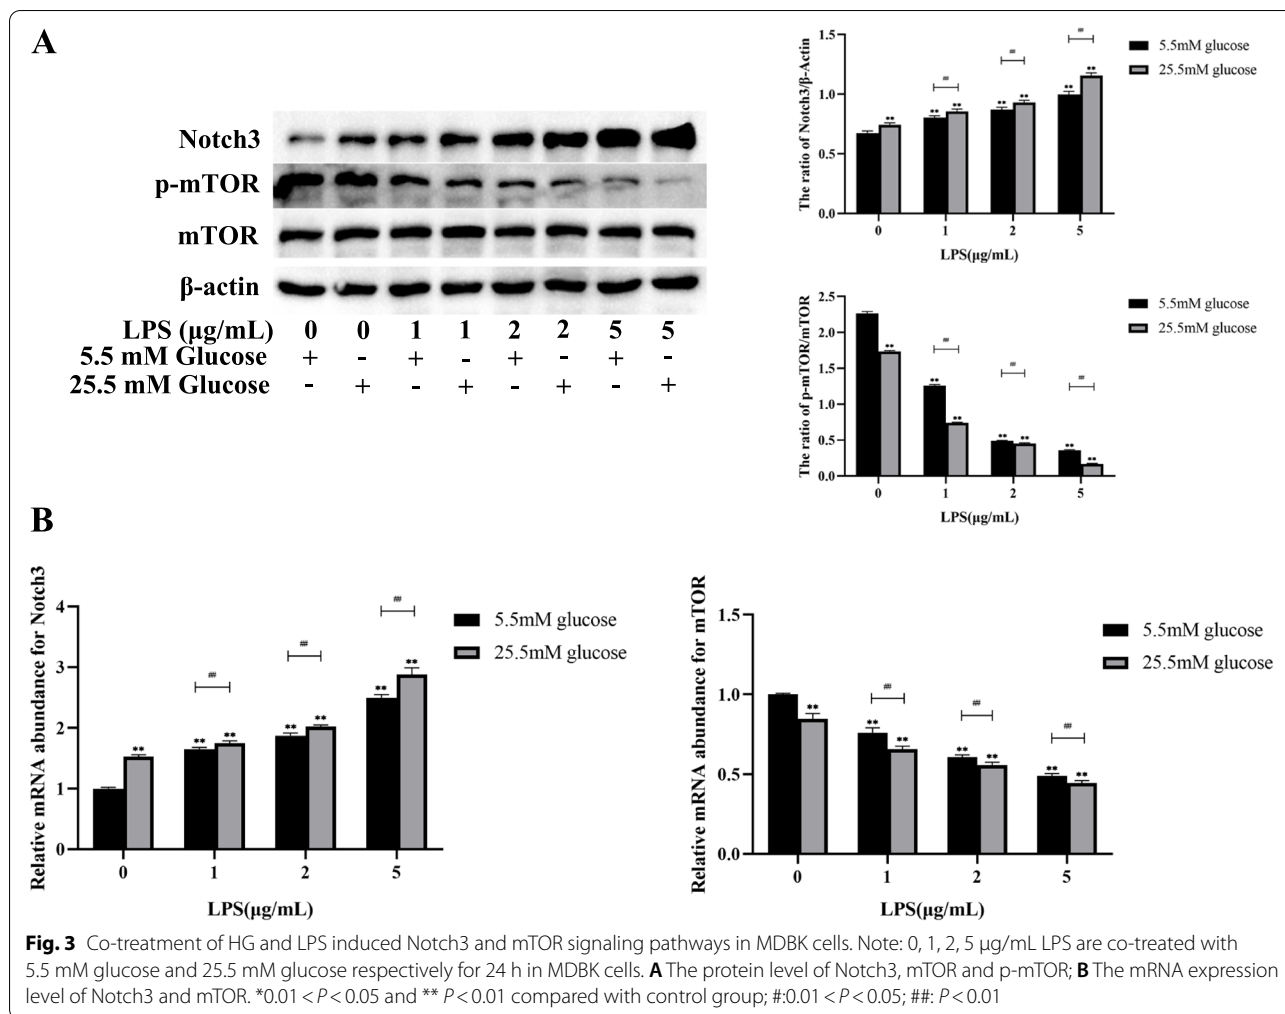 A
Notch3
p-mTOR
mTOR
β-actin
LPS (μg/mL) 0 0 1 1 2 2 5 5
5.5 mM Glucose + - + - + - + -
25.5 mM Glucose - + - + - + - +
The ratio of Notch3/β-Actin
1.5
1.0
0.5
0.0
** ** ** ** ** ** **
## ## ##
0 1 2 5
LPS(μg/mL)
5.5mM glucose
25.5mM glucose
The ratio of p-mTOR/mTOR
2.5
2.0
1.5
1.0
0.5
0.0
** ** ** ** ** ** **
## ## ##
0 1 2 5
LPS(μg/mL)
5.5mM glucose
25.5mM glucose
B
Relative mRNA abundance for Notch3
4
3
2
1
0
** ** ** ** ** ** **
## ## ##
0 1 2 5
LPS(μg/mL)
5.5mM glucose
25.5mM glucose
Relative mRNA abundance for mTOR
1.5
1.0
0.5
0.0
** ** ** ** ** ** **
## ## ##
0 1 2 5
LPS(μg/mL)
5.5mM glucose
25.5mM glucose
Fig. 3 Co-treatment of HG and LPS induced Notch3 and mTOR signaling pathways in MDBK cells. Note: 0, 1, 2, 5 μg/mL LPS are co-treated with
5.5 mM glucose and 25.5 mM glucose respectively for 24 h in MDBK cells. A The protein level of Notch3, mTOR and p-mTOR; B The mRNA expression
level of Notch3 and mTOR. *0.01 < P < 0.05 and ** P < 0.01 compared with control group; #:0.01 < P < 0.05; ##: P < 0.01